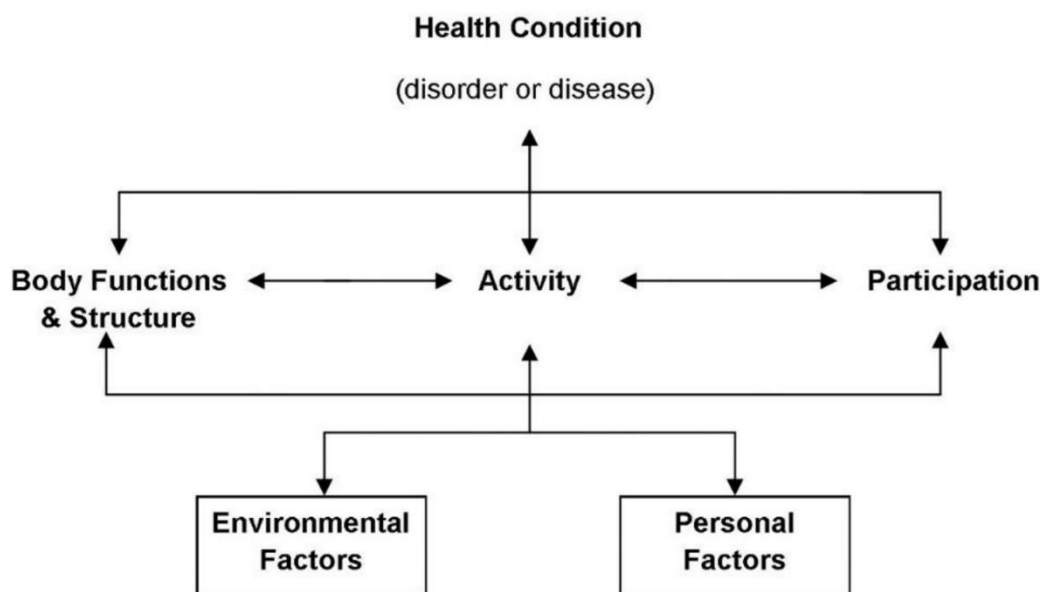 Health Condition
(disorder or disease)
Body Functions
& Structure
Activity
Participation
Environmental
Factors
Personal
Factors